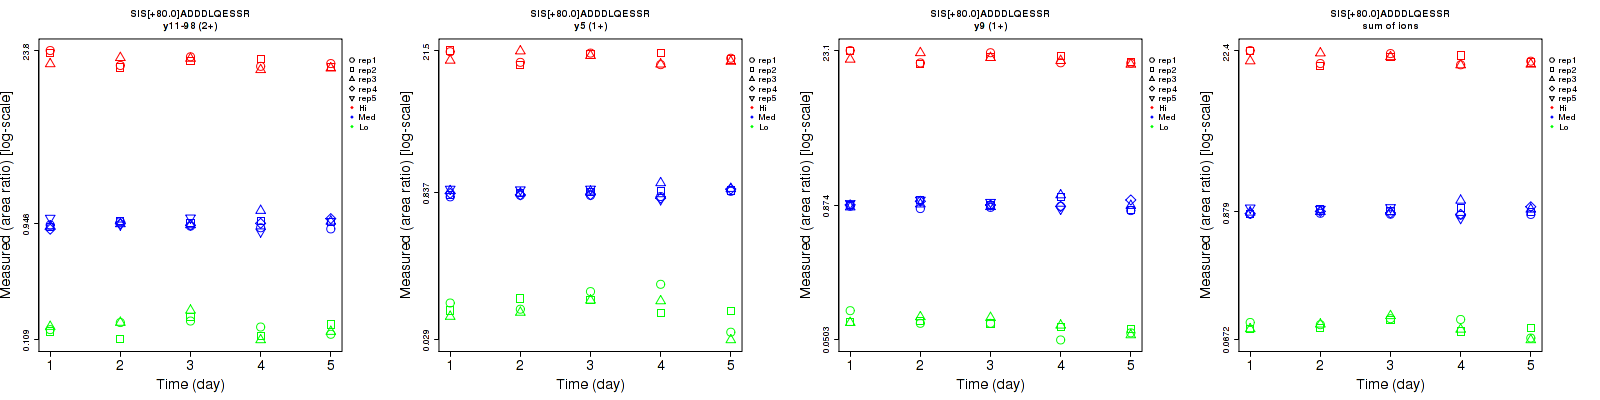 SIS[+80.0]ADDDLQESSR
y11-98 (2+)
Measured (area ratio) [log-scale]
23.8
0.946
0.109
1 2 3 4 5
Time (day)
rep1
rep2
rep3
rep4
rep5
Hi
Med
Lo
SIS[+80.0]ADDDLQESSR
y5 (1+)
Measured (area ratio) [log-scale]
21.5
0.837
0.029
1 2 3 4 5
Time (day)
rep1
rep2
rep3
rep4
rep5
Hi
Med
Lo
SIS[+80.0]ADDDLQESSR
y9 (1+)
Measured (area ratio) [log-scale]
23.1
0.874
0.0503
1 2 3 4 5
Time (day)
rep1
rep2
rep3
rep4
rep5
Hi
Med
Lo
SIS[+80.0]ADDDLQESSR
sum of ions
Measured (area ratio) [log-scale]
22.4
0.879
0.0672
1 2 3 4 5
Time (day)
rep1
rep2
rep3
rep4
rep5
Hi
Med
Lo